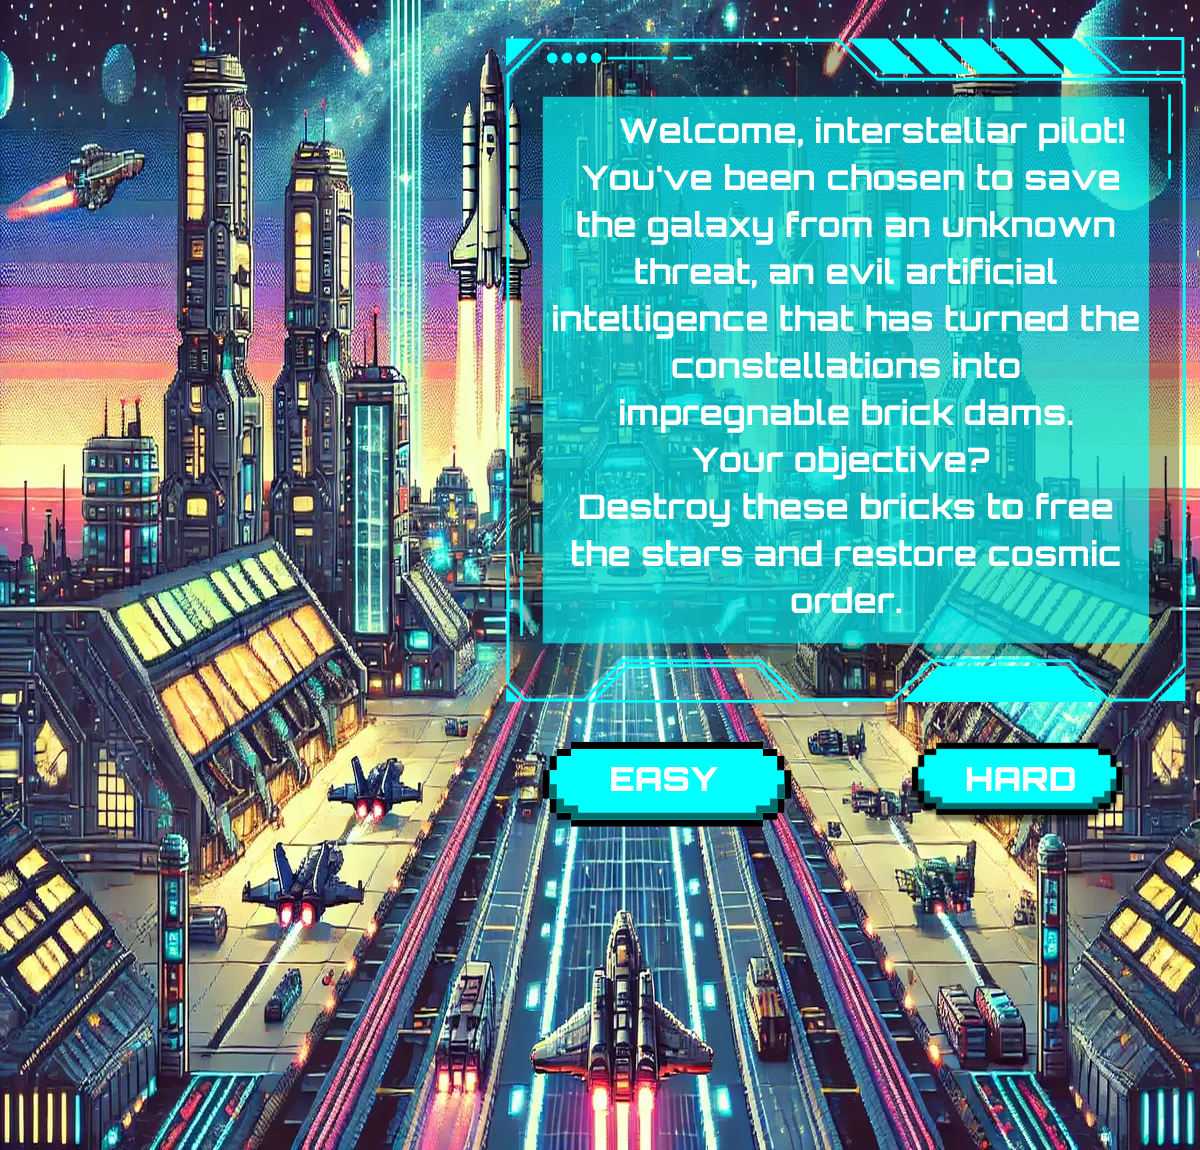 Welcome, interstellar pilot!
You've been chosen to save
the galaxy from an unknown
threat, an evil artificial
intelligence that has turned the
constellations into
impregnable brick dams.
Your objective?
Destroy these bricks to free
the stars and restore cosmic
order.
EASY
HARD